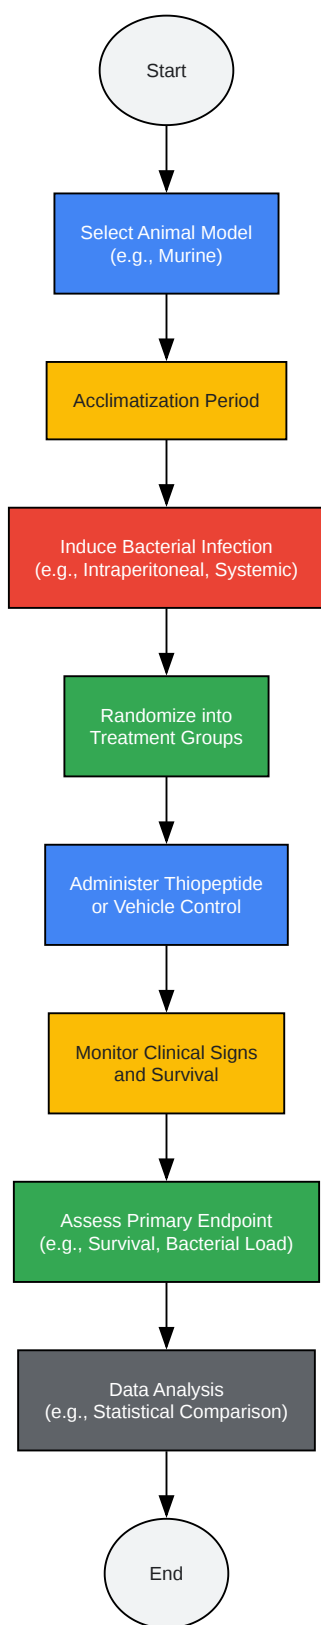 Start
Select Animal Model
(e.g., Murine)
Acclimatization Period
Induce Bacterial Infection
(e.g., Intraperitoneal, Systemic)
Randomize into
Treatment Groups
Administer Thiopeptide
or Vehicle Control
Monitor Clinical Signs
and Survival
Assess Primary Endpoint
(e.g., Survival, Bacterial Load)
Data Analysis
(e.g., Statistical Comparison)
End